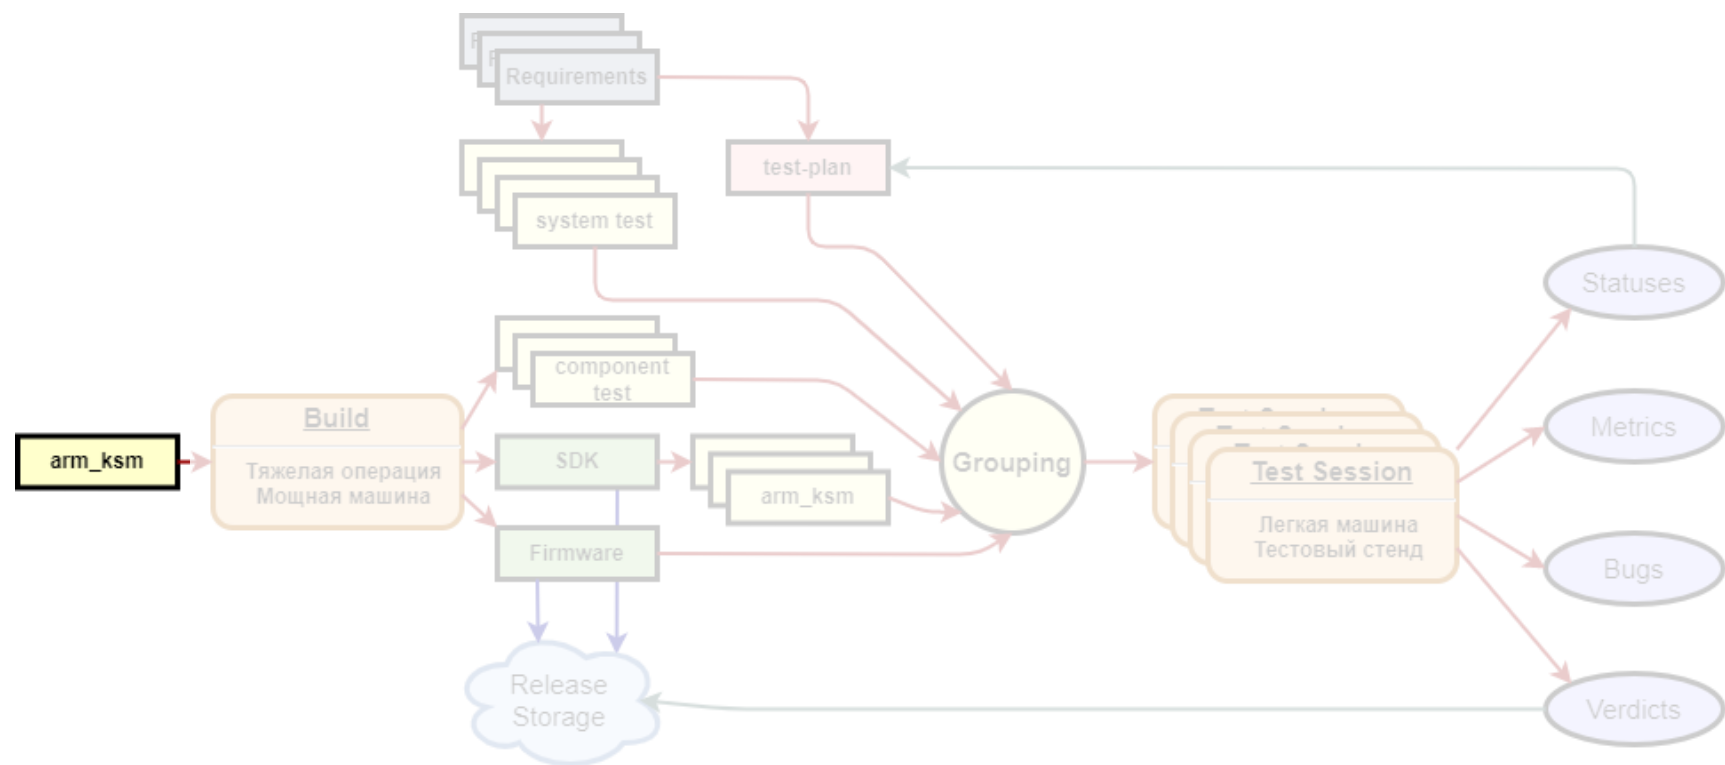 Requirements
test-plan
system test
Statuses
component
test
Build
Тяжелая операция
Мощная машина
arm_ksm
SDK
arm_ksm
Firmware
Grouping
Test Session
Легкая машина
Тестовый стенд
Metrics
Bugs
Release
Storage
Verdicts